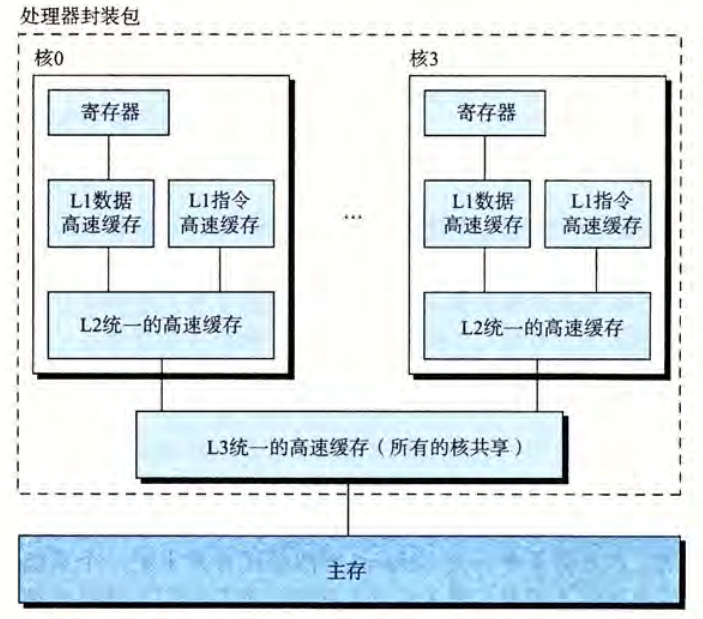 处理器封装包
核0
核3
寄存器
寄存器
L1数据
高速缓存
L1指令
高速缓存
...
L1数据
高速缓存
L1指令
高速缓存
L2统一的高速缓存
L2统一的高速缓存
L3统一的高速缓存（所有的核共享）
主存